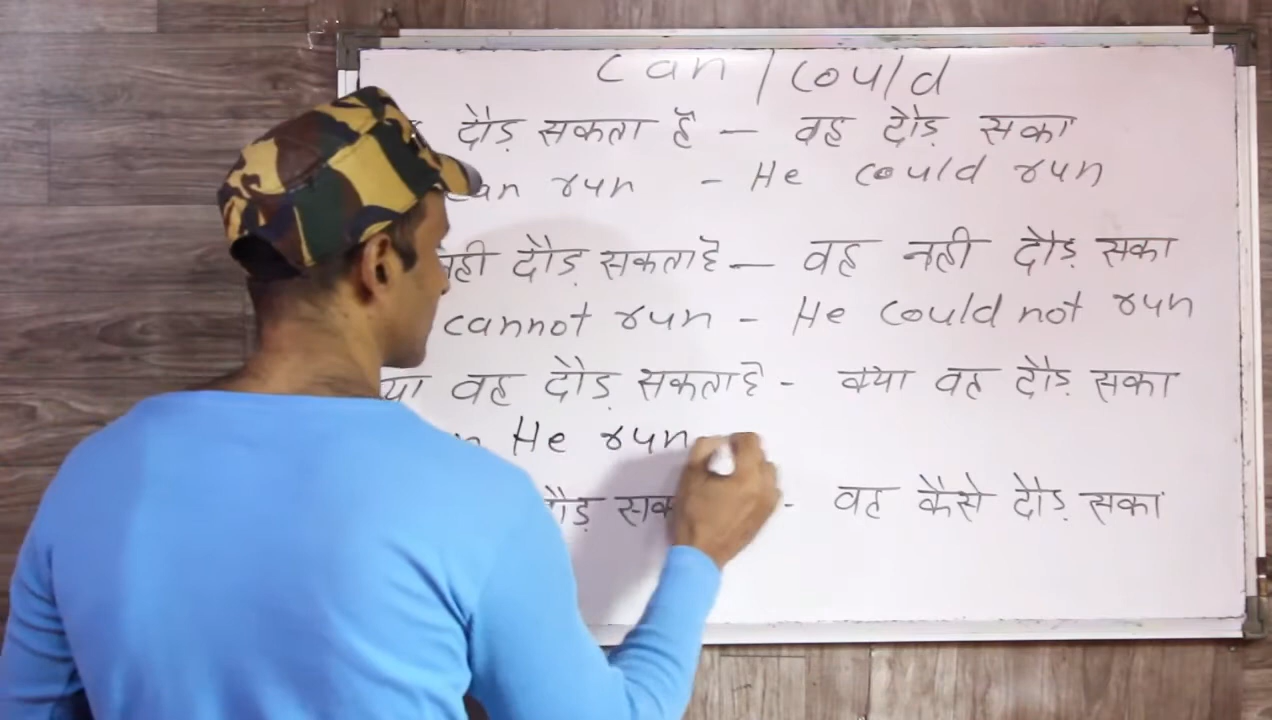 can / could
दौड़ सकता है — वह दौड़ सका
can run - He could run
नही दौड़ सकता है — वह नही दौड़ सका
cannot run - He could not run
क्या वह दौड़ सकता है - क्या वह दौड़ सका
He run
दौड़ - वह कैसे दौड़ सका